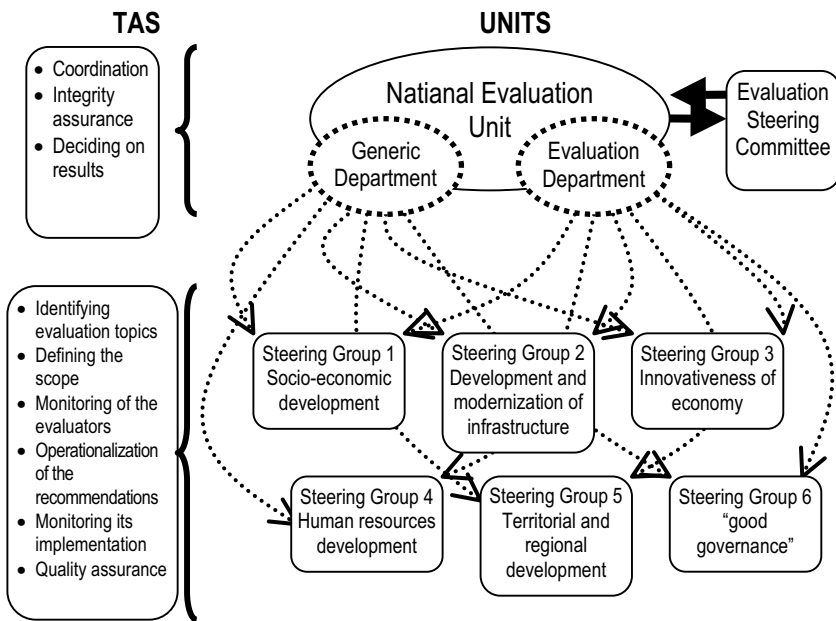 TAS
UNITS
• Coordination
• Integrity
assurance
• Deciding on
results
Natianal Evaluation
Unit
Generic
Department
Evaluation
Department
Evaluation
Steering
Committee
• Identifying
evaluation topics
• Defining the
scope
• Monitoring of the
evaluators
• Operationalization
of the
recommendations
• Monitoring its
implementation
• Quality assurance
Steering Group 1
Socio-economic
development
Steering Group 2
Development and
modernization of
infrastructure
Steering Group 3
Innovativeness of
economy
Steering Group 4
Human resources
development
Steering Group 5
Territorial and
regional
development
Steering Group 6
“good
governance”